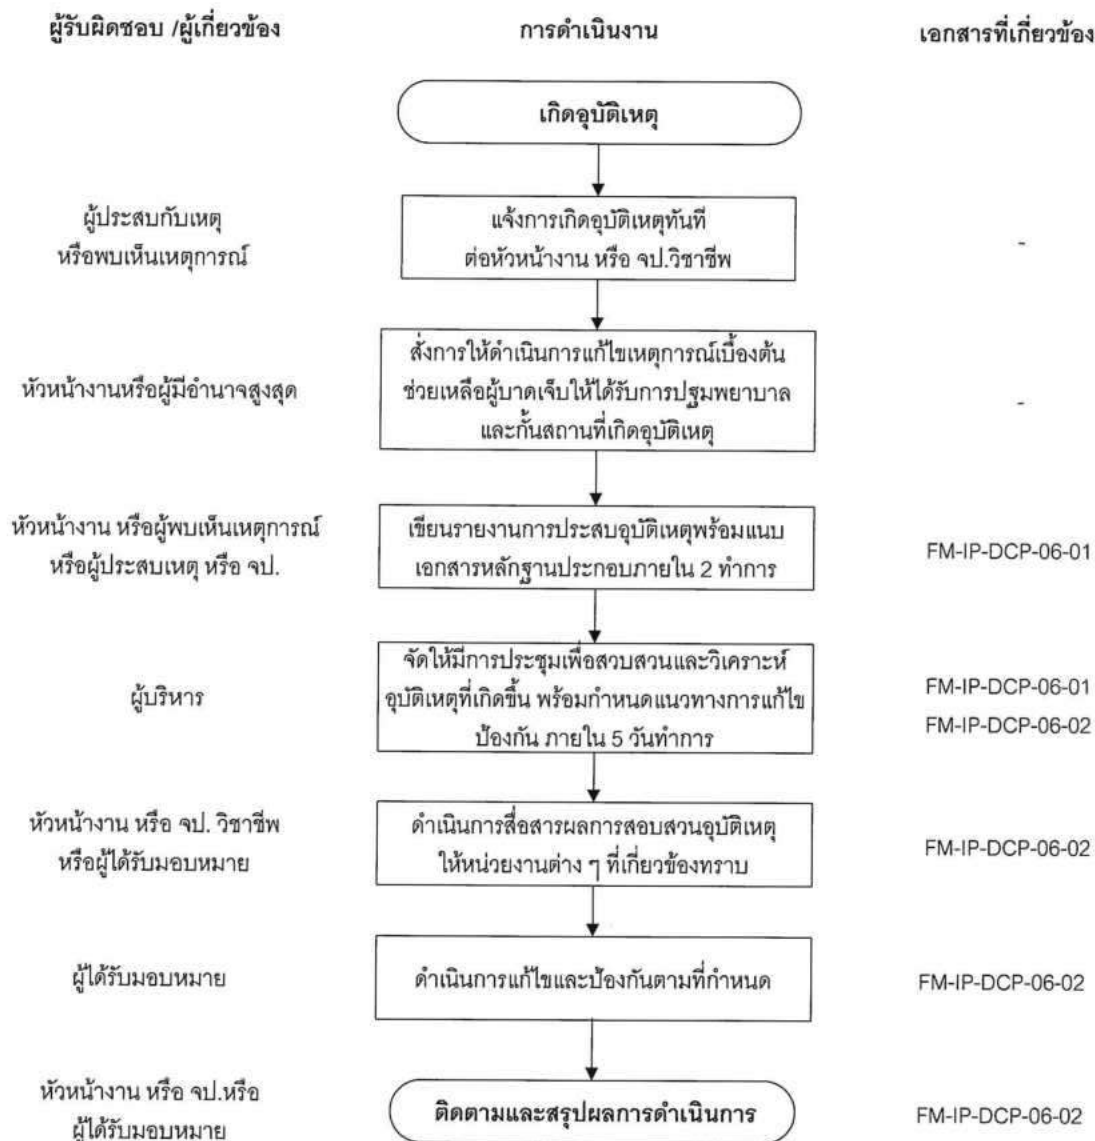 ผู้รับผิดชอบ /ผู้เกี่ยวข้อง
การดำเนินงาน
เอกสารที่เกี่ยวข้อง
เกิดอุบัติเหตุ
ผู้ประสบกับเหตุ
หรือพบเห็นเหตุการณ์
แจ้งการเกิดอุบัติเหตุทันที
ต่อหัวหน้างาน หรือ จป.วิชาชีพ
-
หัวหน้างานหรือผู้มีอำนาจสูงสุด
สั่งการให้ดำเนินการแก้ไขเหตุการณ์เบื้องต้น
ช่วยเหลือผู้บาดเจ็บให้ได้รับการปฐมพยาบาล
และกั้นสถานที่เกิดอุบัติเหตุ
-
หัวหน้างาน หรือผู้พบเห็นเหตุการณ์
หรือผู้ประสบเหตุ หรือ จป.
เขียนรายงานการประสบอุบัติเหตุพร้อมแนบ
เอกสารหลักฐานประกอบภายใน 2 ทำการ
FM-IP-DCP-06-01
ผู้บริหาร
จัดให้มีการประชุมเพื่อสวบสวนและวิเคราะห์
อุบัติเหตุที่เกิดขึ้น พร้อมกำหนดแนวทางการแก้ไข
ป้องกัน ภายใน 5 วันทำการ
FM-IP-DCP-06-01
FM-IP-DCP-06-02
หัวหน้างาน หรือ จป. วิชาชีพ
หรือผู้ได้รับมอบหมาย
ดำเนินการสื่อสารผลการสอบสวนอุบัติเหตุ
ให้หน่วยงานต่าง ๆ ที่เกี่ยวข้องทราบ
FM-IP-DCP-06-02
ผู้ได้รับมอบหมาย
ดำเนินการแก้ไขและป้องกันตามที่กำหนด
FM-IP-DCP-06-02
หัวหน้างาน หรือ จป.หรือ
ผู้ได้รับมอบหมาย
ติดตามและสรุปผลการดำเนินการ
FM-IP-DCP-06-02